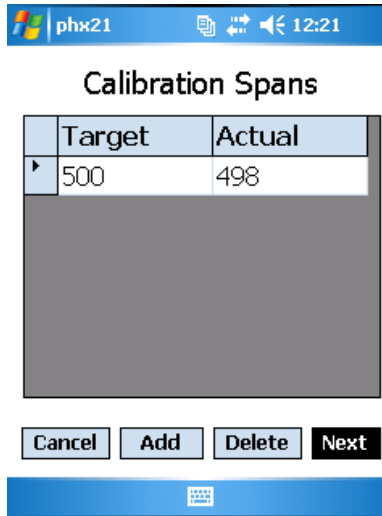 phx21 12:21
Calibration Spans
Target Actual
500 498
Cancel Add Delete Next